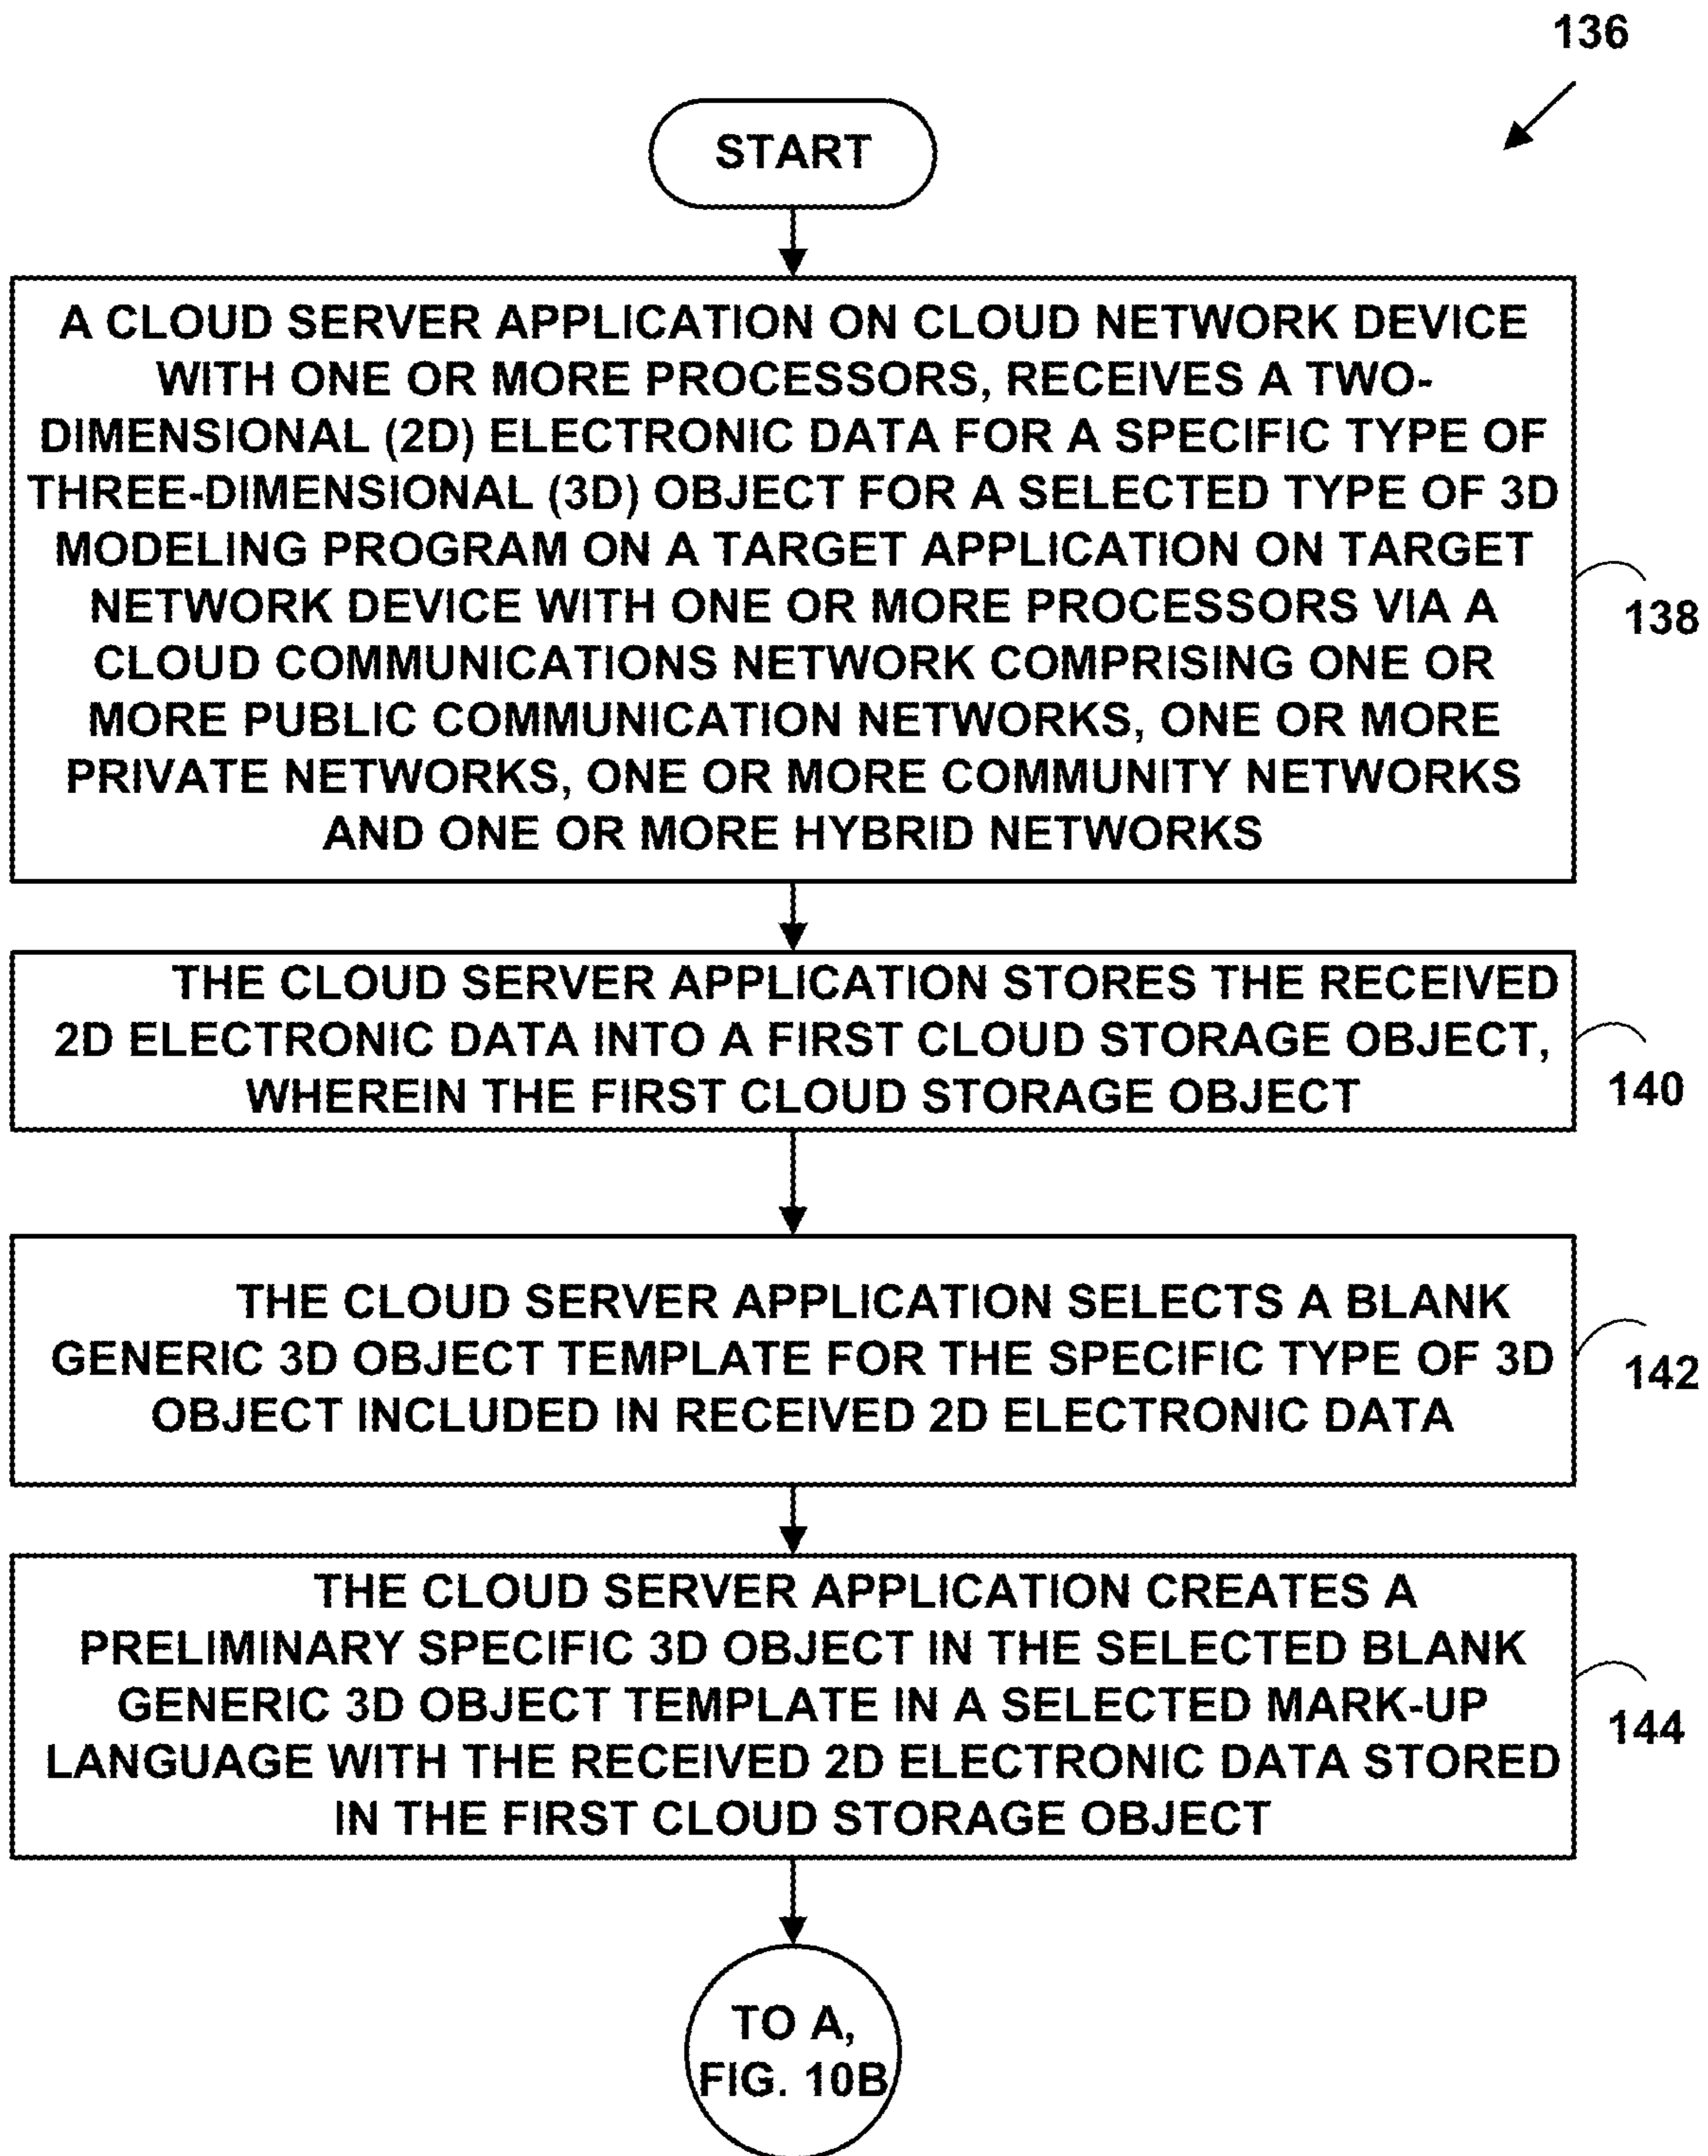 136
START
A CLOUD SERVER APPLICATION ON CLOUD NETWORK DEVICE
WITH ONE OR MORE PROCESSORS, RECEIVES A TWO-
DIMENSIONAL (2D) ELECTRONIC DATA FOR A SPECIFIC TYPE OF
THREE-DIMENSIONAL (3D) OBJECT FOR A SELECTED TYPE OF 3D
MODELING PROGRAM ON A TARGET APPLICATION ON TARGET
NETWORK DEVICE WITH ONE OR MORE PROCESSORS VIA A
CLOUD COMMUNICATIONS NETWORK COMPRISING ONE OR
MORE PUBLIC COMMUNICATION NETWORKS, ONE OR MORE
PRIVATE NETWORKS, ONE OR MORE COMMUNITY NETWORKS
AND ONE OR MORE HYBRID NETWORKS
138
THE CLOUD SERVER APPLICATION STORES THE RECEIVED
2D ELECTRONIC DATA INTO A FIRST CLOUD STORAGE OBJECT,
WHEREIN THE FIRST CLOUD STORAGE OBJECT
140
THE CLOUD SERVER APPLICATION SELECTS A BLANK
GENERIC 3D OBJECT TEMPLATE FOR THE SPECIFIC TYPE OF 3D
OBJECT INCLUDED IN RECEIVED 2D ELECTRONIC DATA
142
THE CLOUD SERVER APPLICATION CREATES A
PRELIMINARY SPECIFIC 3D OBJECT IN THE SELECTED BLANK
GENERIC 3D OBJECT TEMPLATE IN A SELECTED MARK-UP
LANGUAGE WITH THE RECEIVED 2D ELECTRONIC DATA STORED
IN THE FIRST CLOUD STORAGE OBJECT
144
TO A,
FIG. 10B